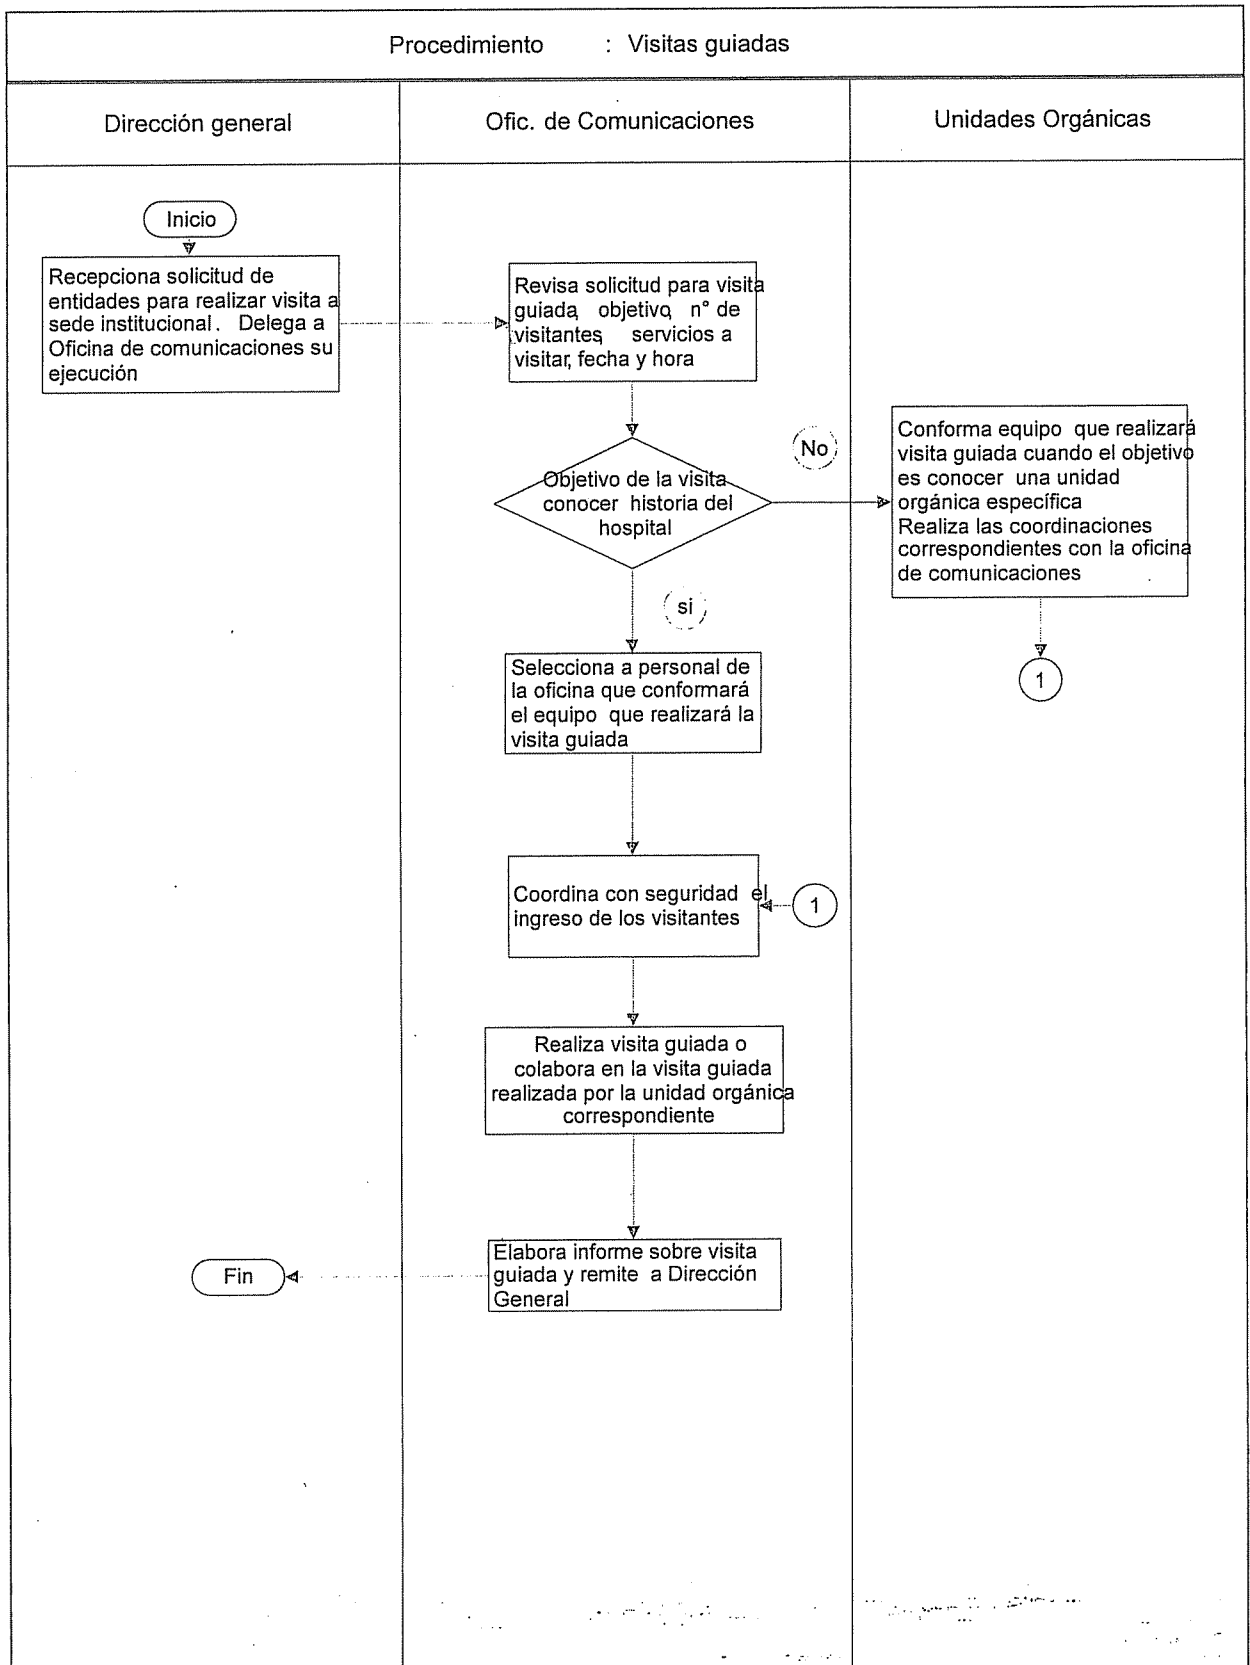 Procedimiento : Visitas guiadas
Dirección general
Ofic. de Comunicaciones
Unidades Orgánicas
Inicio
Recepciona solicitud de
entidades para realizar visita a
sede institucional. Delega a
Oficina de comunicaciones su
ejecución
Revisa solicitud para visita
guiada, objetivo, n° de
visitantes, servicios a
visitar, fecha y hora
Objetivo de la visita
conocer historia del
hospital
No
Conforma equipo que realizará
visita guiada cuando el objetivo
es conocer una unidad
orgánica específica
Realiza las coordinaciones
correspondientes con la oficina
de comunicaciones
1
si
Selecciona a personal de
la oficina que conformará
el equipo que realizará la
visita guiada
Coordina con seguridad el
ingreso de los visitantes
1
Realiza visita guiada o
colabora en la visita guiada
realizada por la unidad orgánica
correspondiente
Elabora informe sobre visita
guiada y remite a Dirección
General
Fin